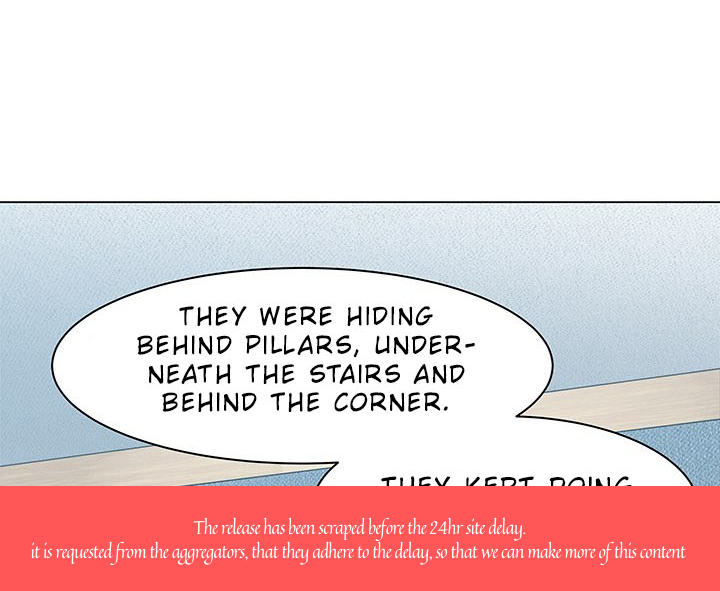 THEY WERE HIDING
BEHIND PILLARS, UNDER-
NEATH THE STAIRS AND
BEHIND THE CORNER.
THEY KEPT DOING
The release has been scraped before the 24hr site delay.
it is requested from the aggregators, that they adhere to the delay, so that we can make more of this content